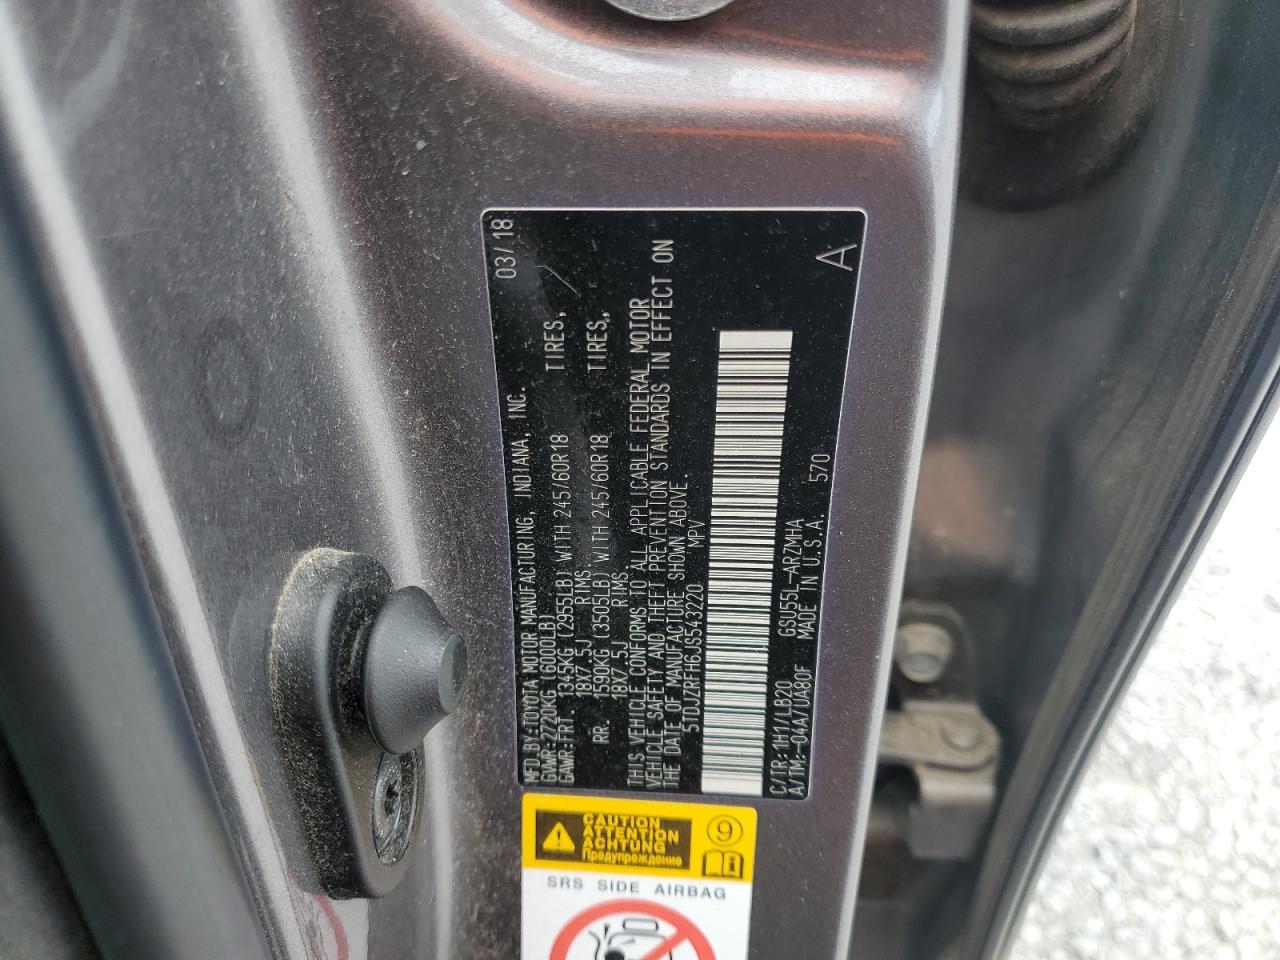 MFD.BY:TOYOTA MOTOR MANUFACTURING, INDIANA, INC. 03/18
GVWR:2720KG (6000LB)
GAWR:FRT. 1345KG (2955LB) WITH 245/60R18 TIRES,
18X7.5J RIMS
RR. 1590KG (3505LB) WITH 245/60R18 TIRES,
18X7.5J RIMS
THIS VEHICLE CONFORMS TO ALL APPLICABLE FEDERAL MOTOR
VEHICLE SAFELY AND THEFT PREVENTION STANDARDS IN EFFECT ON
THE DATE OF MANUFACTURE SHOWN ABOVE.
5TDJZRFH6JS543220 MPV
C/TR:1H1/LB20 GSU55L-ARZMHA
A/TM:-04A/UA80F MADE IN U.S.A. 570
A
CAUTION
ATTENTION
ACHTUNG
Предупреждение
9
SRS SIDE AIRBAG